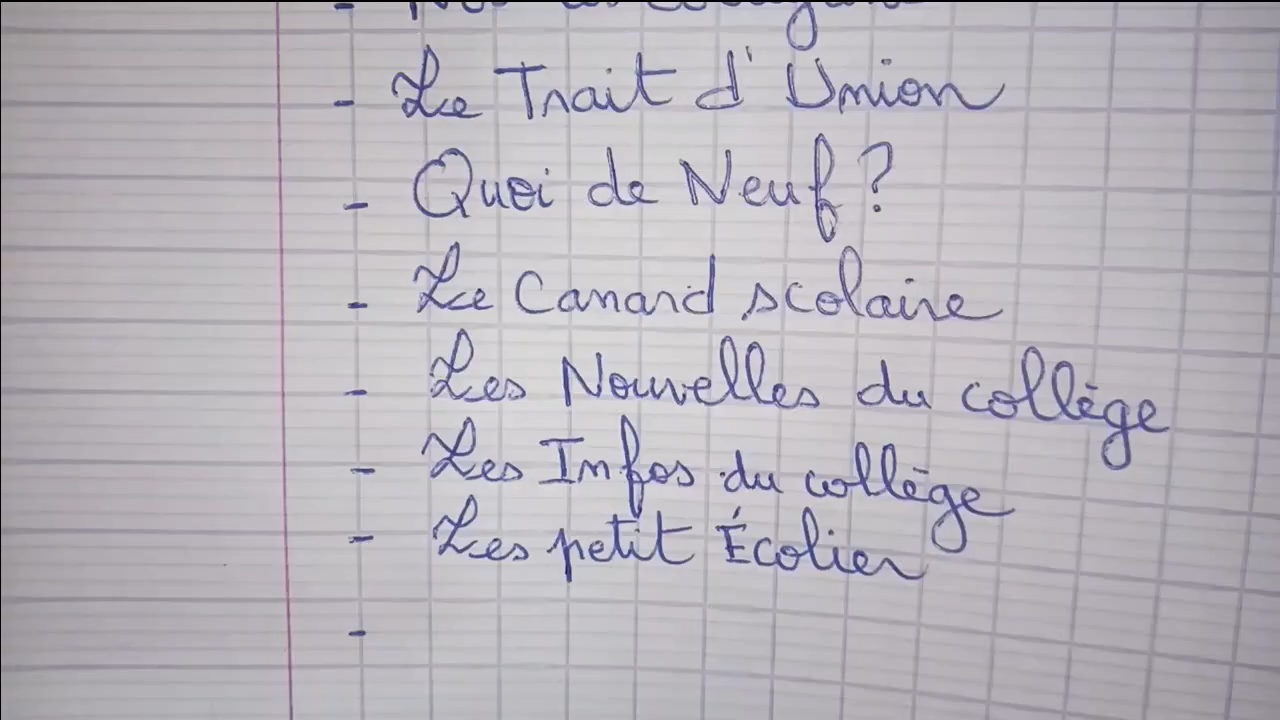 - Le Trait d'Union
- Quoi de Neuf ?
- Le Canard scolaire
- Les Nouvelles du collège
- Les Infos du collège
- Les petit Écolier
-